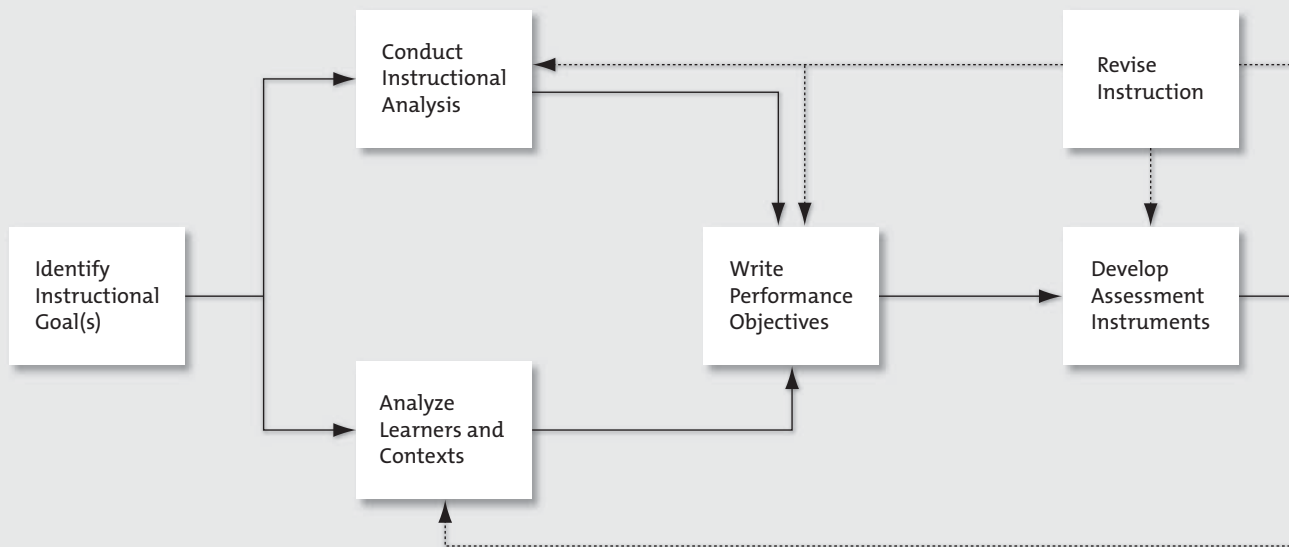 Conduct
Instructional
Analysis
Revise
Instruction
Identify
Instructional
Goal(s)
Write
Performance
Objectives
Develop
Assessment
Instruments
Analyze
Learners and
Contexts